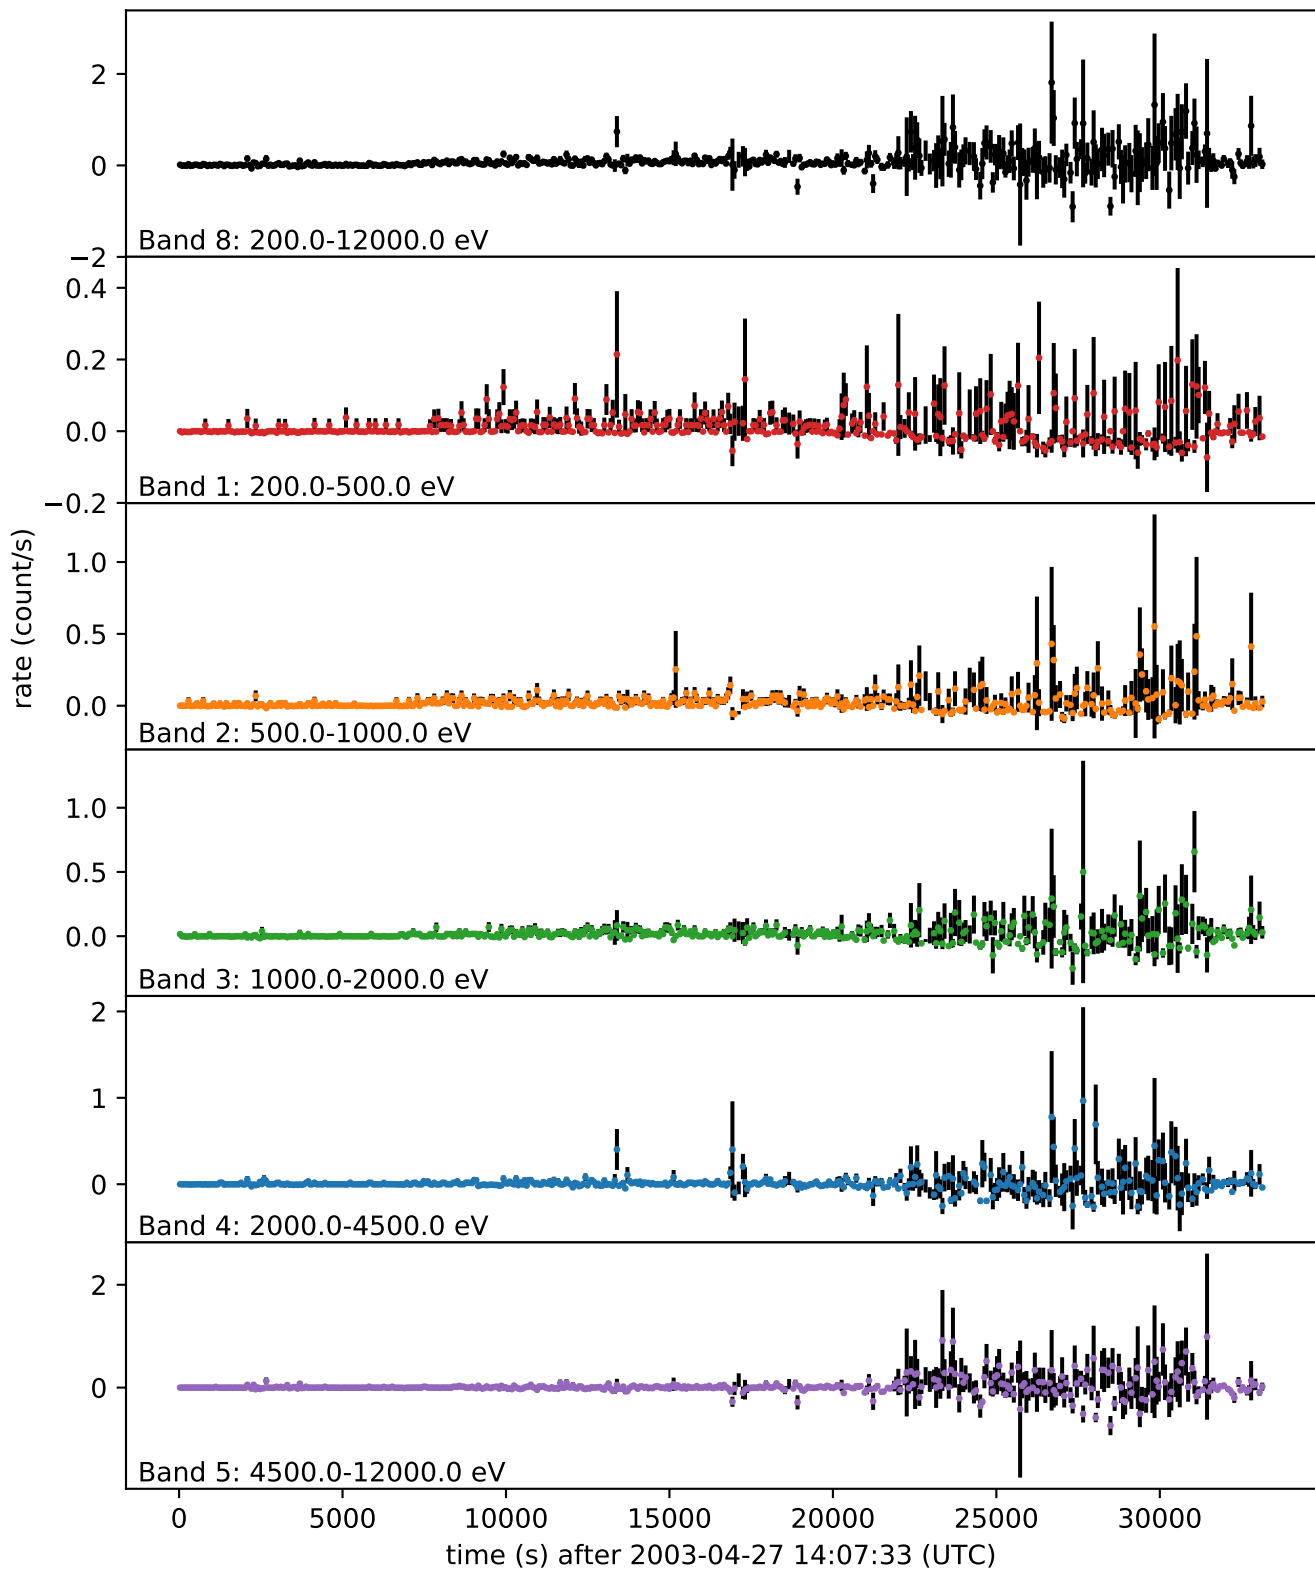 2
0
Band 8: 200.0-12000.0 eV
−2
0.4
0.2
0.0
Band 1: 200.0-500.0 eV
−0.2
rate (count/s)
1.0
0.5
0.0
Band 2: 500.0-1000.0 eV
1.0
0.5
0.0
Band 3: 1000.0-2000.0 eV
2
1
0
Band 4: 2000.0-4500.0 eV
2
0
Band 5: 4500.0-12000.0 eV
0 5000 10000 15000 20000 25000 30000
time (s) after 2003-04-27 14:07:33 (UTC)